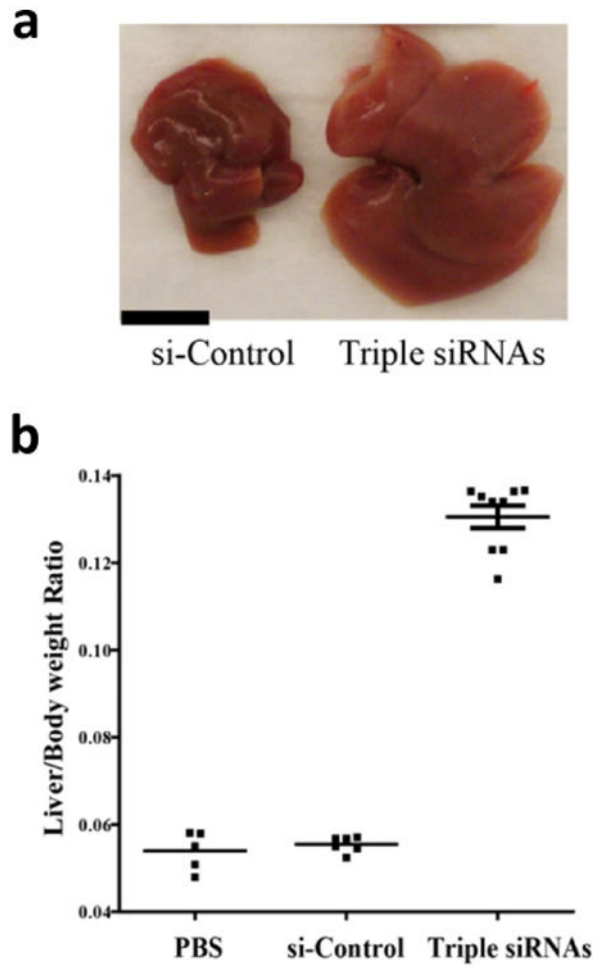 a
si-Control Triple siRNAs
b
Liver/Body weight Ratio
0.14
0.12
0.10
0.08
0.06
0.04
PBS si-Control Triple siRNAs